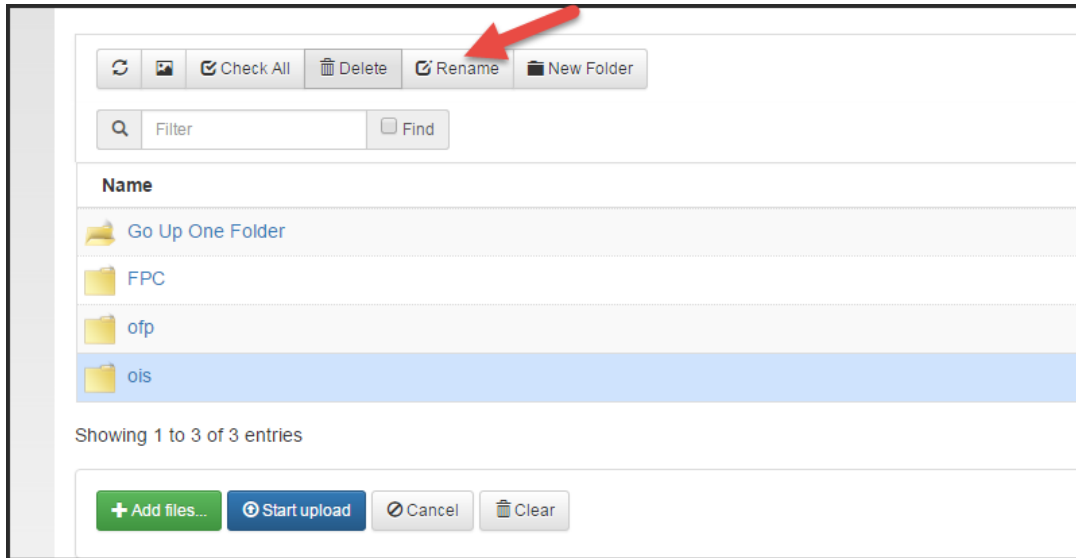 Check All Delete Rename New Folder
Filter Find
Name
Go Up One Folder
FPC
ofp
ois
Showing 1 to 3 of 3 entries
Add files... Start upload Cancel Clear